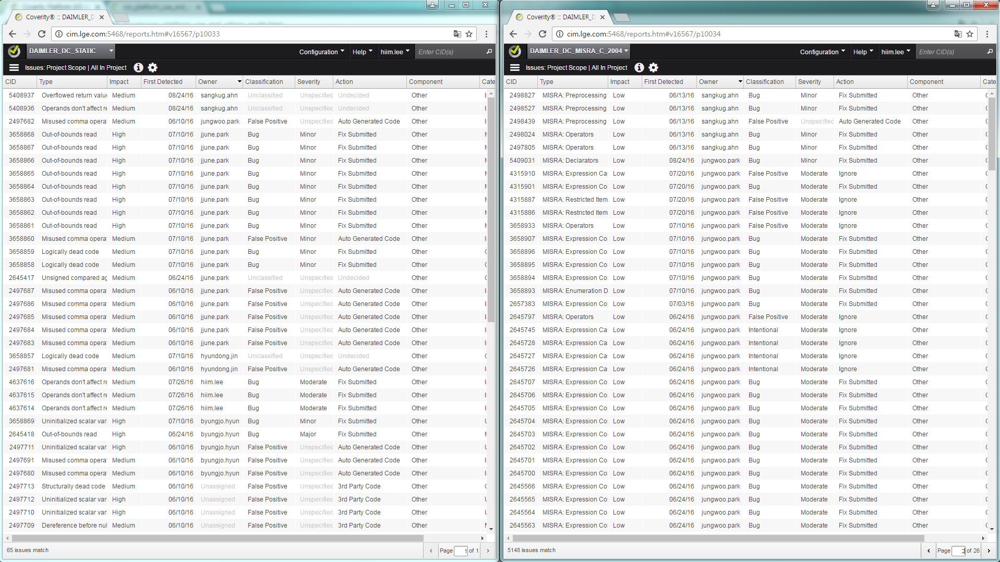 Coverity® :: DAIMLER_D
cim.lge.com:5468/reports.htm#v16567/p10033
DAIMLER_DC_STATIC Configuration Help hiim.lee Enter CID(s)
Issues: Project Scope | All In Project
CID Type Impact First Detected Owner Classification Severity Action Component Cate
5408937 Overflowed return value Medium 08/24/16 sangkug.ahn Unclassified Unspecified Undecided Other
5408936 Operands don't affect re Medium 08/24/16 sangkug.ahn Unclassified Unspecified Undecided Other
2497682 Misused comma opera Medium 06/10/16 jungwoo.park False Positive Unspecified Auto Generated Code Other
3658868 Out-of-bounds read High 07/10/16 jjune.park Bug Minor Fix Submitted Other
3658867 Out-of-bounds read High 07/10/16 jjune.park Bug Minor Fix Submitted Other
3658866 Out-of-bounds read High 07/10/16 jjune.park Bug Minor Fix Submitted Other
3658865 Out-of-bounds read High 07/10/16 jjune.park Bug Minor Fix Submitted Other
3658864 Out-of-bounds read High 07/10/16 jjune.park Bug Minor Fix Submitted Other
3658863 Out-of-bounds read High 07/10/16 jjune.park Bug Minor Fix Submitted Other
3658862 Out-of-bounds read High 07/10/16 jjune.park Bug Minor Fix Submitted Other
3658861 Out-of-bounds read High 07/10/16 jjune.park Bug Minor Fix Submitted Other
3658860 Misused comma opera Medium 07/10/16 jjune.park False Positive Minor Auto Generated Code Other
3658859 Logically dead code Medium 07/10/16 jjune.park Bug Minor Fix Submitted Other
3658858 Logically dead code Medium 07/10/16 jjune.park Bug Minor Fix Submitted Other
2645417 Unsigned compared ag Medium 06/24/16 jjune.park Unclassified Unspecified Undecided Other
2497687 Misused comma opera Medium 06/10/16 jjune.park False Positive Unspecified Auto Generated Code Other
2497686 Misused comma opera Medium 06/10/16 jjune.park False Positive Unspecified Auto Generated Code Other
2497685 Misused comma opera Medium 06/10/16 jjune.park False Positive Unspecified Auto Generated Code Other
2497684 Misused comma opera Medium 06/10/16 jjune.park False Positive Unspecified Auto Generated Code Other
2497683 Misused comma opera Medium 06/10/16 jjune.park False Positive Unspecified Auto Generated Code Other
3658857 Logically dead code Medium 07/10/16 hyundong.jin Unclassified Unspecified Undecided Other
2497681 Misused comma opera Medium 06/10/16 hyundong.jin False Positive Unspecified Auto Generated Code Other
4637616 Operands don't affect re Medium 07/26/16 hiim.lee Bug Moderate Fix Submitted Other
4637615 Operands don't affect re Medium 07/26/16 hiim.lee Bug Moderate Fix Submitted Other
4637614 Operands don't affect re Medium 07/26/16 hiim.lee Bug Moderate Fix Submitted Other
3658869 Uninitialized scalar vari High 07/10/16 byungjo.hyun Bug Minor Fix Submitted Other
2645418 Out-of-bounds read High 06/24/16 byungjo.hyun Bug Major Fix Submitted Other
2497711 Uninitialized scalar vari High 06/10/16 byungjo.hyun False Positive Unspecified Auto Generated Code Other
2497691 Misused comma opera Medium 06/10/16 byungjo.hyun False Positive Unspecified Auto Generated Code Other
2497680 Misused comma opera Medium 06/10/16 byungjo.hyun False Positive Unspecified Auto Generated Code Other
2497713 Structurally dead code Medium 06/10/16 Unassigned False Positive Unspecified 3rd Party Code Other
2497712 Uninitialized scalar vari High 06/10/16 Unassigned False Positive Unspecified 3rd Party Code Other
2497710 Uninitialized scalar vari High 06/10/16 Unassigned False Positive Unspecified 3rd Party Code Other
2497709 Dereference before nul Medium 06/10/16 Unassigned False Positive Unspecified 3rd Party Code Other
65 issues match Page 1 of 1
Coverity® :: DAIMLER_D
cim.lge.com:5468/reports.htm#v16567/p10034
DAIMLER_DC_MISRA_C_2004 Configuration Help hiim.lee Enter CID(s)
Issues: Project Scope | All In Project
CID Type Impact First Detected Owner Classification Severity Action Component Cate
2498827 MISRA: Preprocessing Low 06/13/16 sangkug.ahn Bug Minor Fix Submitted Other
2498527 MISRA: Preprocessing Low 06/13/16 sangkug.ahn Bug Minor Fix Submitted Other
2498439 MISRA: Preprocessing Low 06/13/16 sangkug.ahn False Positive Unspecified Auto Generated Code Other
2498024 MISRA: Operators Low 06/13/16 sangkug.ahn Bug Minor Fix Submitted Other
2497805 MISRA: Operators Low 06/13/16 sangkug.ahn Bug Minor Fix Submitted Other
5409031 MISRA: Declarators Low 08/24/16 jungwoo.park Bug Minor Fix Submitted Other
4315910 MISRA: Expression Ca Low 07/20/16 jungwoo.park False Positive Moderate Ignore Other
4315901 MISRA: Expression Co Low 07/20/16 jungwoo.park Bug Moderate Fix Submitted Other
4315887 MISRA: Restricted Item Low 07/20/16 jungwoo.park False Positive Moderate Ignore Other
4315886 MISRA: Restricted Item Low 07/20/16 jungwoo.park False Positive Moderate Ignore Other
3658933 MISRA: Operators Low 07/10/16 jungwoo.park False Positive Moderate Ignore Other
3658907 MISRA: Expression Co Low 07/10/16 jungwoo.park Bug Moderate Fix Submitted Other
3658896 MISRA: Expression Co Low 07/10/16 jungwoo.park Bug Moderate Fix Submitted Other
3658895 MISRA: Expression Co Low 07/10/16 jungwoo.park Bug Moderate Fix Submitted Other
3658894 MISRA: Expression Co Low 07/10/16 jungwoo.park Bug Moderate Fix Submitted Other
3658893 MISRA: Enumeration D Low 07/10/16 jungwoo.park Bug Moderate Fix Submitted Other
2657383 MISRA: Expression Co Low 07/03/16 jungwoo.park Bug Moderate Fix Submitted Other
2645797 MISRA: Operators Low 06/24/16 jungwoo.park False Positive Moderate Ignore Other
2645745 MISRA: Expression Ca Low 06/24/16 jungwoo.park Intentional Moderate Ignore Other
2645728 MISRA: Expression Ca Low 06/24/16 jungwoo.park Intentional Moderate Ignore Other
2645727 MISRA: Expression Ca Low 06/24/16 jungwoo.park Intentional Moderate Ignore Other
2645726 MISRA: Expression Ca Low 06/24/16 jungwoo.park Intentional Moderate Ignore Other
2645707 MISRA: Expression Co Low 06/24/16 jungwoo.park Bug Moderate Fix Submitted Other
2645706 MISRA: Expression Co Low 06/24/16 jungwoo.park Bug Moderate Fix Submitted Other
2645705 MISRA: Expression Co Low 06/24/16 jungwoo.park Bug Moderate Fix Submitted Other
2645704 MISRA: Expression Co Low 06/24/16 jungwoo.park Bug Moderate Fix Submitted Other
2645703 MISRA: Expression Co Low 06/24/16 jungwoo.park Bug Moderate Fix Submitted Other
2645702 MISRA: Expression Co Low 06/24/16 jungwoo.park Bug Moderate Fix Submitted Other
2645701 MISRA: Expression Co Low 06/24/16 jungwoo.park Bug Moderate Fix Submitted Other
2645700 MISRA: Expression Co Low 06/24/16 jungwoo.park Bug Moderate Fix Submitted Other
2645566 MISRA: Expression Co Low 06/24/16 jungwoo.park Bug Moderate Fix Submitted Other
2645565 MISRA: Expression Co Low 06/24/16 jungwoo.park Bug Moderate Fix Submitted Other
2645564 MISRA: Expression Co Low 06/24/16 jungwoo.park Bug Moderate Fix Submitted Other
2645563 MISRA: Expression Co Low 06/24/16 jungwoo.park Bug Moderate Fix Submitted Other
5148 issues match Page 2 of 26